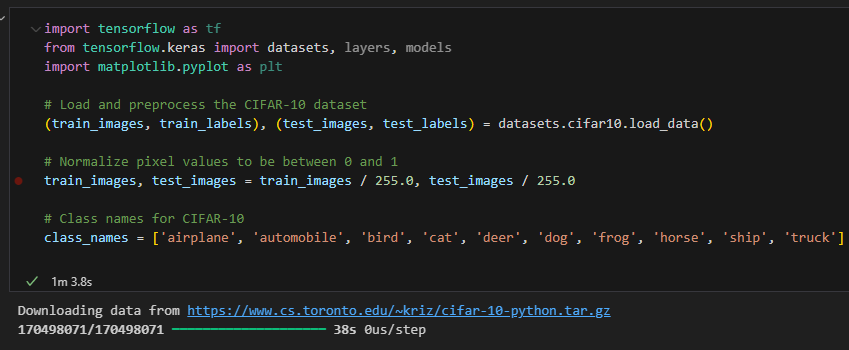 import tensorflow as tf
from tensorflow.keras import datasets, layers, models
import matplotlib.pyplot as plt
# Load and preprocess the CIFAR-10 dataset
(train_images, train_labels), (test_images, test_labels) = datasets.cifar10.load_data()
# Normalize pixel values to be between 0 and 1
train_images, test_images = train_images / 255.0, test_images / 255.0
# Class names for CIFAR-10
class_names = ['airplane', 'automobile', 'bird', 'cat', 'deer', 'dog', 'frog', 'horse', 'ship', 'truck']
1m 3.8s
Downloading data from https://www.cs.toronto.edu/~kriz/cifar-10-python.tar.gz
170498071/170498071 ━━━━━━━━━━━━━━━━━━━━ 38s 0us/step